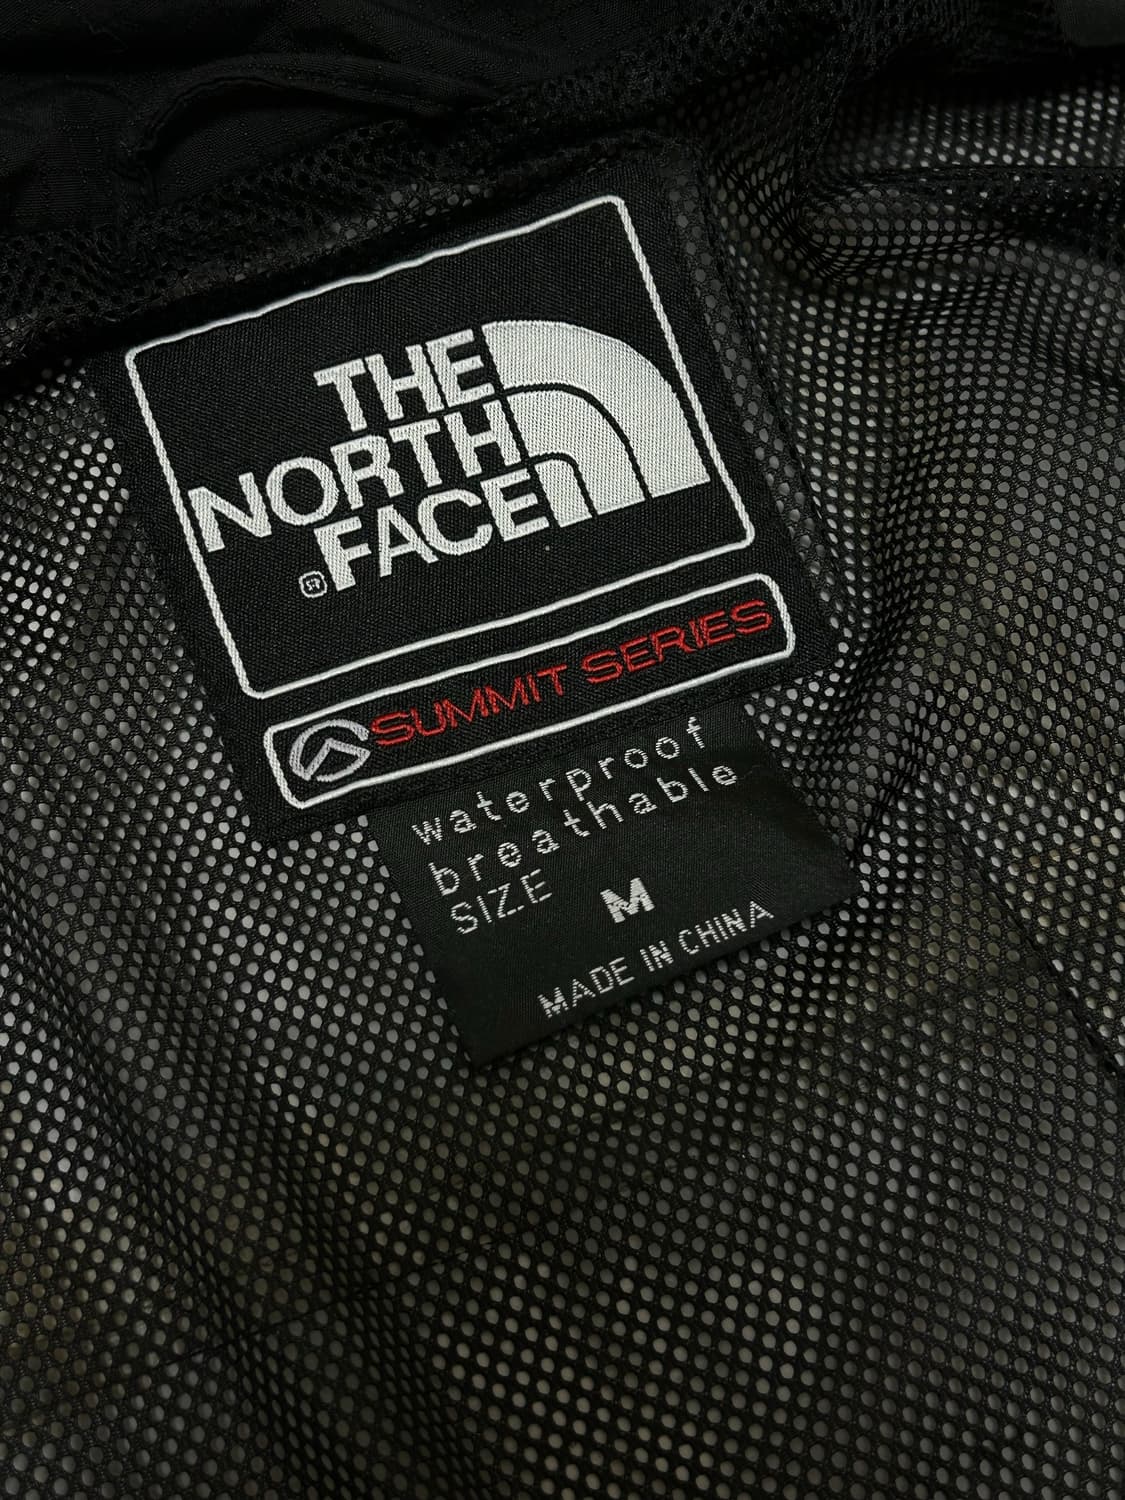 THE
NORTH
FACE
®
SUMMIT SERIES
waterproof
breathable
SIZE M
MADE IN CHINA